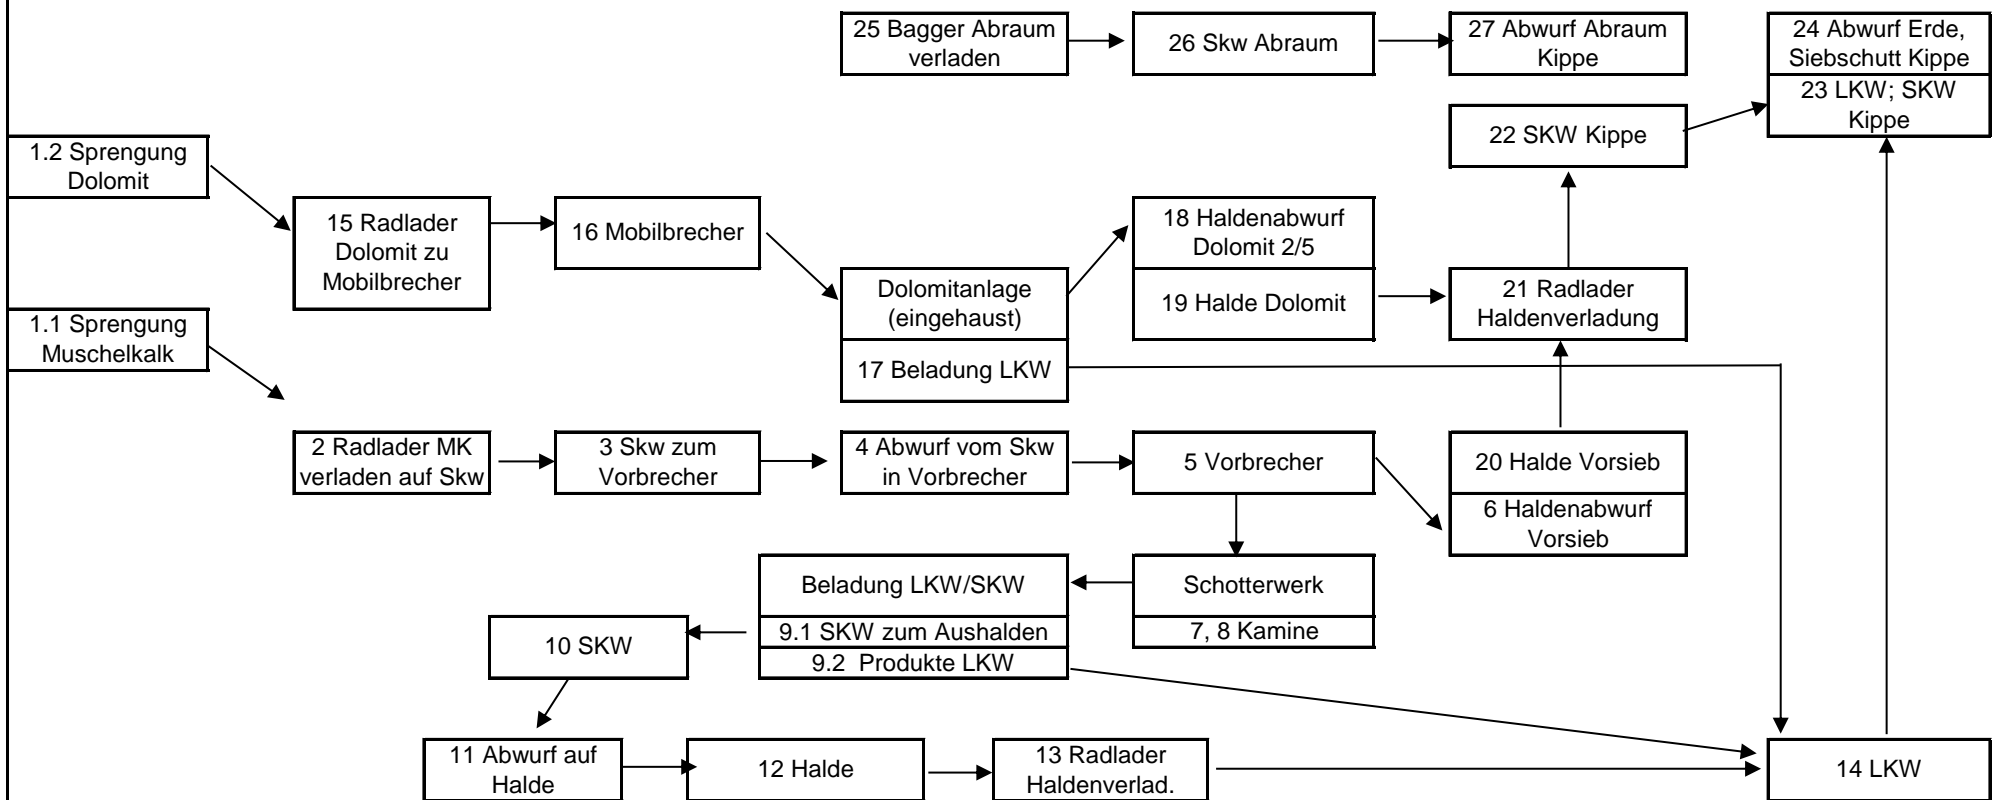 25 Bagger Abraum
verladen
26 Skw Abraum
27 Abwurf Abraum
Kippe
24 Abwurf Erde,
Siebschutt Kippe
23 LKW; SKW
Kippe
22 SKW Kippe
1.2 Sprengung
Dolomit
15 Radlader
Dolomit zu
Mobilbrecher
16 Mobilbrecher
18 Haldenabwurf
Dolomit 2/5
19 Halde Dolomit
Dolomitanlage
(eingehaust)
17 Beladung LKW
21 Radlader
Haldenverladung
1.1 Sprengung
Muschelkalk
2 Radlader MK
verladen auf Skw
3 Skw zum
Vorbrecher
4 Abwurf vom Skw
in Vorbrecher
5 Vorbrecher
20 Halde Vorsieb
6 Haldenabwurf
Vorsieb
Beladung LKW/SKW
9.1 SKW zum Aushalden
9.2 Produkte LKW
Schotterwerk
7, 8 Kamine
10 SKW
11 Abwurf auf
Halde
12 Halde
13 Radlader
Haldenverlad.
14 LKW